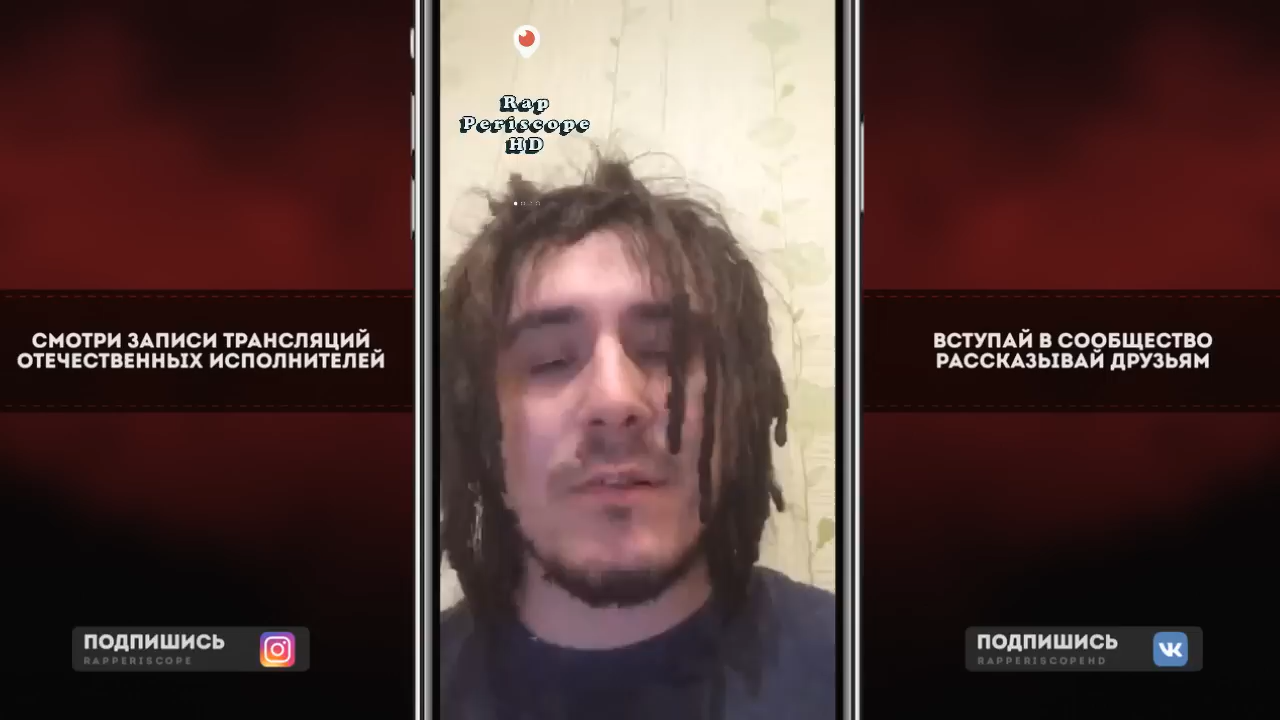 Rap
Periscope
HD
СМОТРИ ЗАПИСИ ТРАНСЛЯЦИЙ
ОТЕЧЕСТВЕННЫХ ИСПОЛНИТЕЛЕЙ
ВСТУПАЙ В СООБЩЕСТВО
РАССКАЗЫВАЙ ДРУЗЬЯМ
ПОДПИШИСЬ
RAPPERISCOPE
ПОДПИШИСЬ
RAPPERISCOPEHD